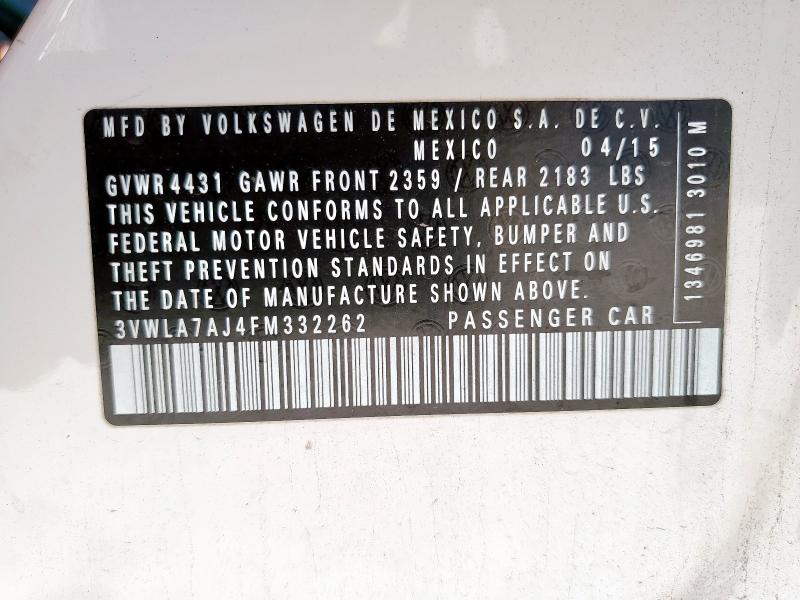 MFD BY VOLKSWAGEN DE MEXICO S.A. DE C.V.
MEXICO 04/15
GVWR 4431 GAWR FRONT 2359 / REAR 2183 LBS
THIS VEHICLE CONFORMS TO ALL APPLICABLE U.S.
FEDERAL MOTOR VEHICLE SAFETY, BUMPER AND
THEFT PREVENTION STANDARDS IN EFFECT ON
THE DATE OF MANUFACTURE SHOWN ABOVE.
3VWLA7AJ4FM332262 PASSENGER CAR
1346981 3010 M